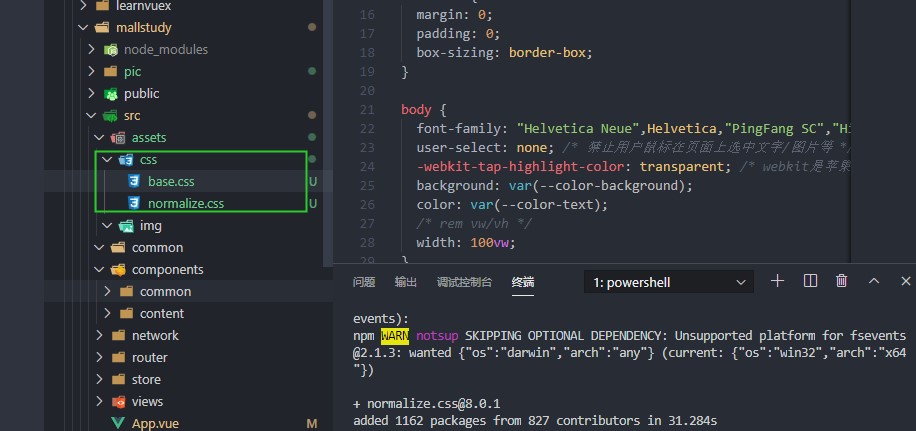 learnvuex
mallstudy
node_modules
pic
public
src
assets
css
base.css U
normalize.css U
img
common
components
common
content
network
router
store
views
App.vue M
16
17 margin: 0;
padding: 0;
18 box-sizing: border-box;
19 }
20
21 body {
22 font-family: "Helvetica Neue",Helvetica,"PingFang SC","Hi
23 user-select: none; /* 禁止用户鼠标在页面上选中文字/图片等 */
24 -webkit-tap-highlight-color: transparent; /* webkit是苹果
25 background: var(--color-background);
26 color: var(--color-text);
27 /* rem vw/vh */
28 width: 100vw;
29 }
问题 输出 调试控制台 终端 1: powershell
events):
npm WARN notsup SKIPPING OPTIONAL DEPENDENCY: Unsupported platform for fsevents
@2.1.3: wanted {"os":"darwin","arch":"any"} (current: {"os":"win32","arch":"x64
"})
+ normalize.css@8.0.1
added 1162 packages from 827 contributors in 31.284s